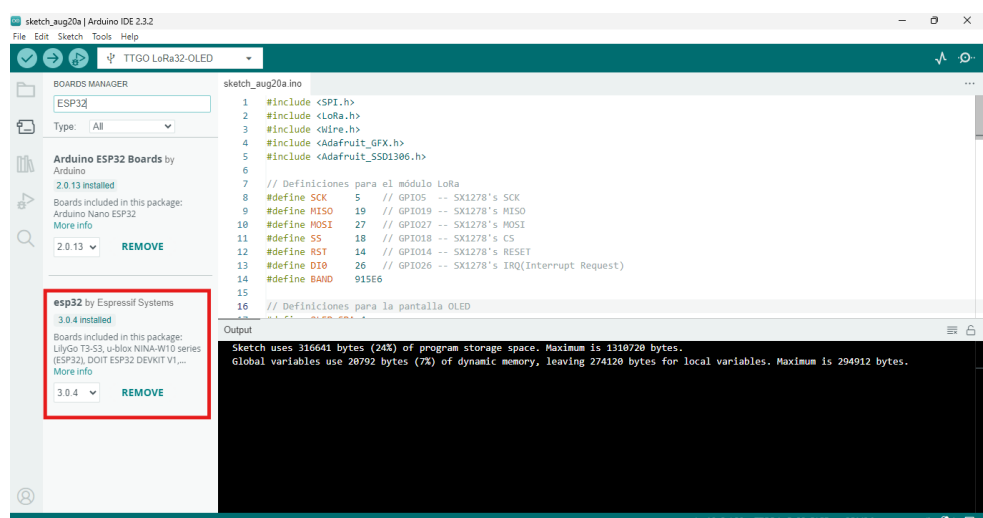 sketch_aug20a | Arduino IDE 2.3.2
File Edit Sketch Tools Help
TTGO LoRa32-OLED
BOARDS MANAGER
ESP32
Type: All
Arduino ESP32 Boards by
Arduino
2.0.13 installed
Boards included in this package:
Arduino Nano ESP32
More info
2.0.13
REMOVE
esp32 by Espressif Systems
3.0.4 installed
Boards included in this package:
LilyGo T3-S3, u-blox NINA-W10 series
(ESP32), DOIT ESP32 DEVKIT V1,...
More info
3.0.4
REMOVE
sketch_aug20a.ino
1 #include <SPI.h>
2 #include <LoRa.h>
3 #include <Wire.h>
4 #include <Adafruit_GFX.h>
5 #include <Adafruit_SSD1306.h>
6
7 // Definiciones para el módulo LoRa
8 #define SCK 5 // GPIO5 -- SX1278's SCK
9 #define MISO 19 // GPIO19 -- SX1278's MISO
10 #define MOSI 27 // GPIO27 -- SX1278's MOSI
11 #define SS 18 // GPIO18 -- SX1278's CS
12 #define RST 14 // GPIO14 -- SX1278's RESET
13 #define DI0 26 // GPIO26 -- SX1278's IRQ(Interrupt Request)
14 #define BAND 915E6
15
16 // Definiciones para la pantalla OLED
Output
Sketch uses 316641 bytes (24%) of program storage space. Maximum is 1310720 bytes.
Global variables use 20792 bytes (7%) of dynamic memory, leaving 274120 bytes for local variables. Maximum is 294912 bytes.